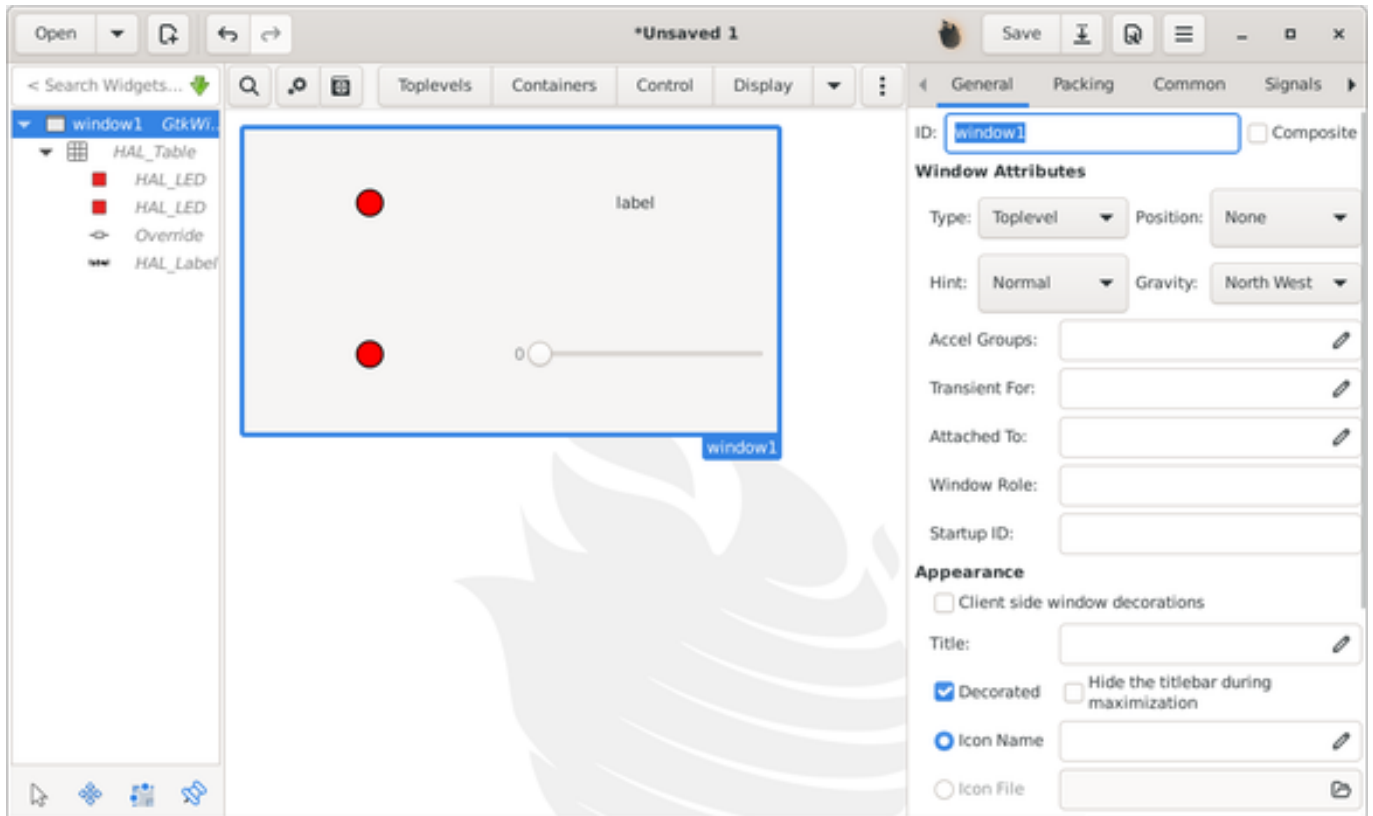 Open
*Unsaved 1
Save
< Search Widgets...
Toplevels
Containers
Control
Display
General
Packing
Common
Signals
window1 GtkWi..
HAL_Table
HAL_LED
HAL_LED
Override
HAL_Label
label
0
window1
ID: window1
Composite
Window Attributes
Type: Toplevel
Position: None
Hint: Normal
Gravity: North West
Accel Groups:
Transient For:
Attached To:
Window Role:
Startup ID:
Appearance
Client side window decorations
Title:
Decorated
Hide the titlebar during
maximization
Icon Name
Icon File